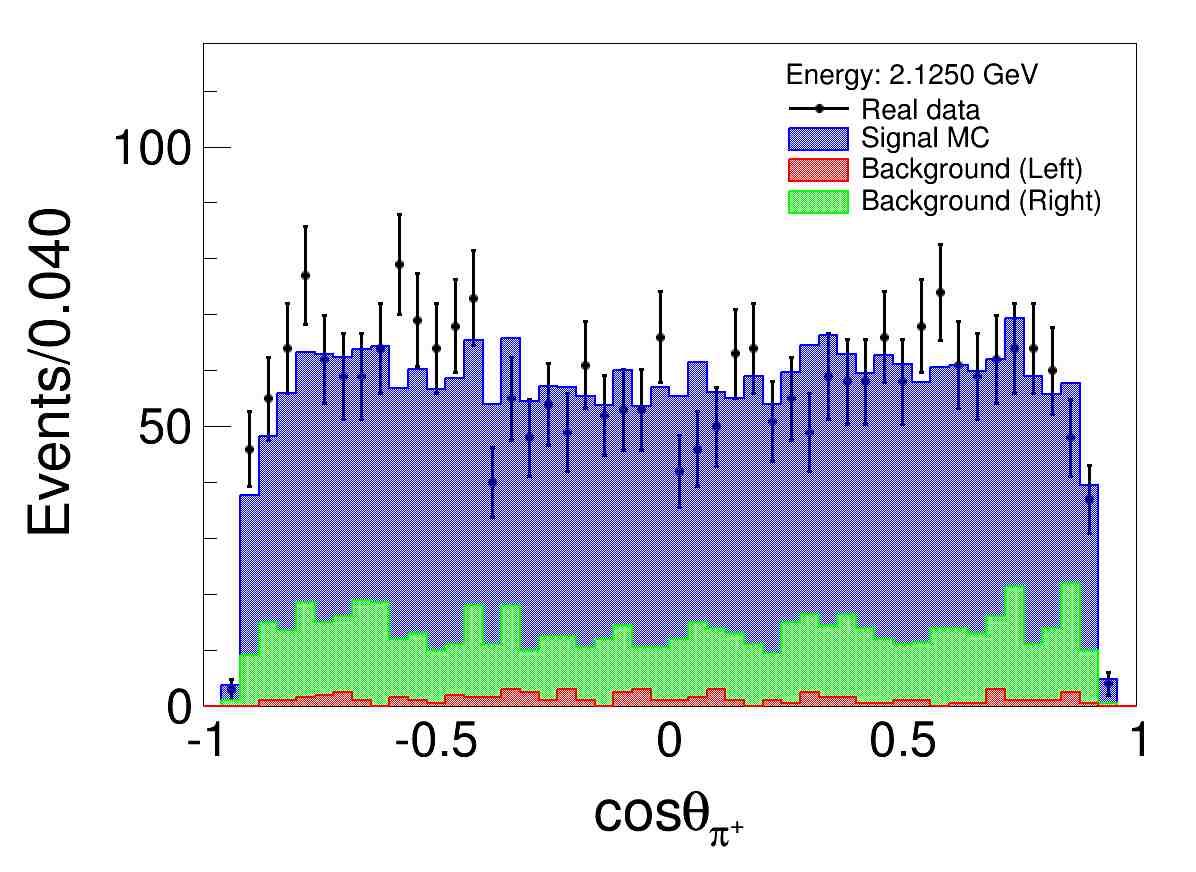 Energy: 2.1250 GeV
Real data
Signal MC
Background (Left)
Background (Right)
Events/0.040
100
50
0
-1
-0.5
0
0.5
1
cosθπ+